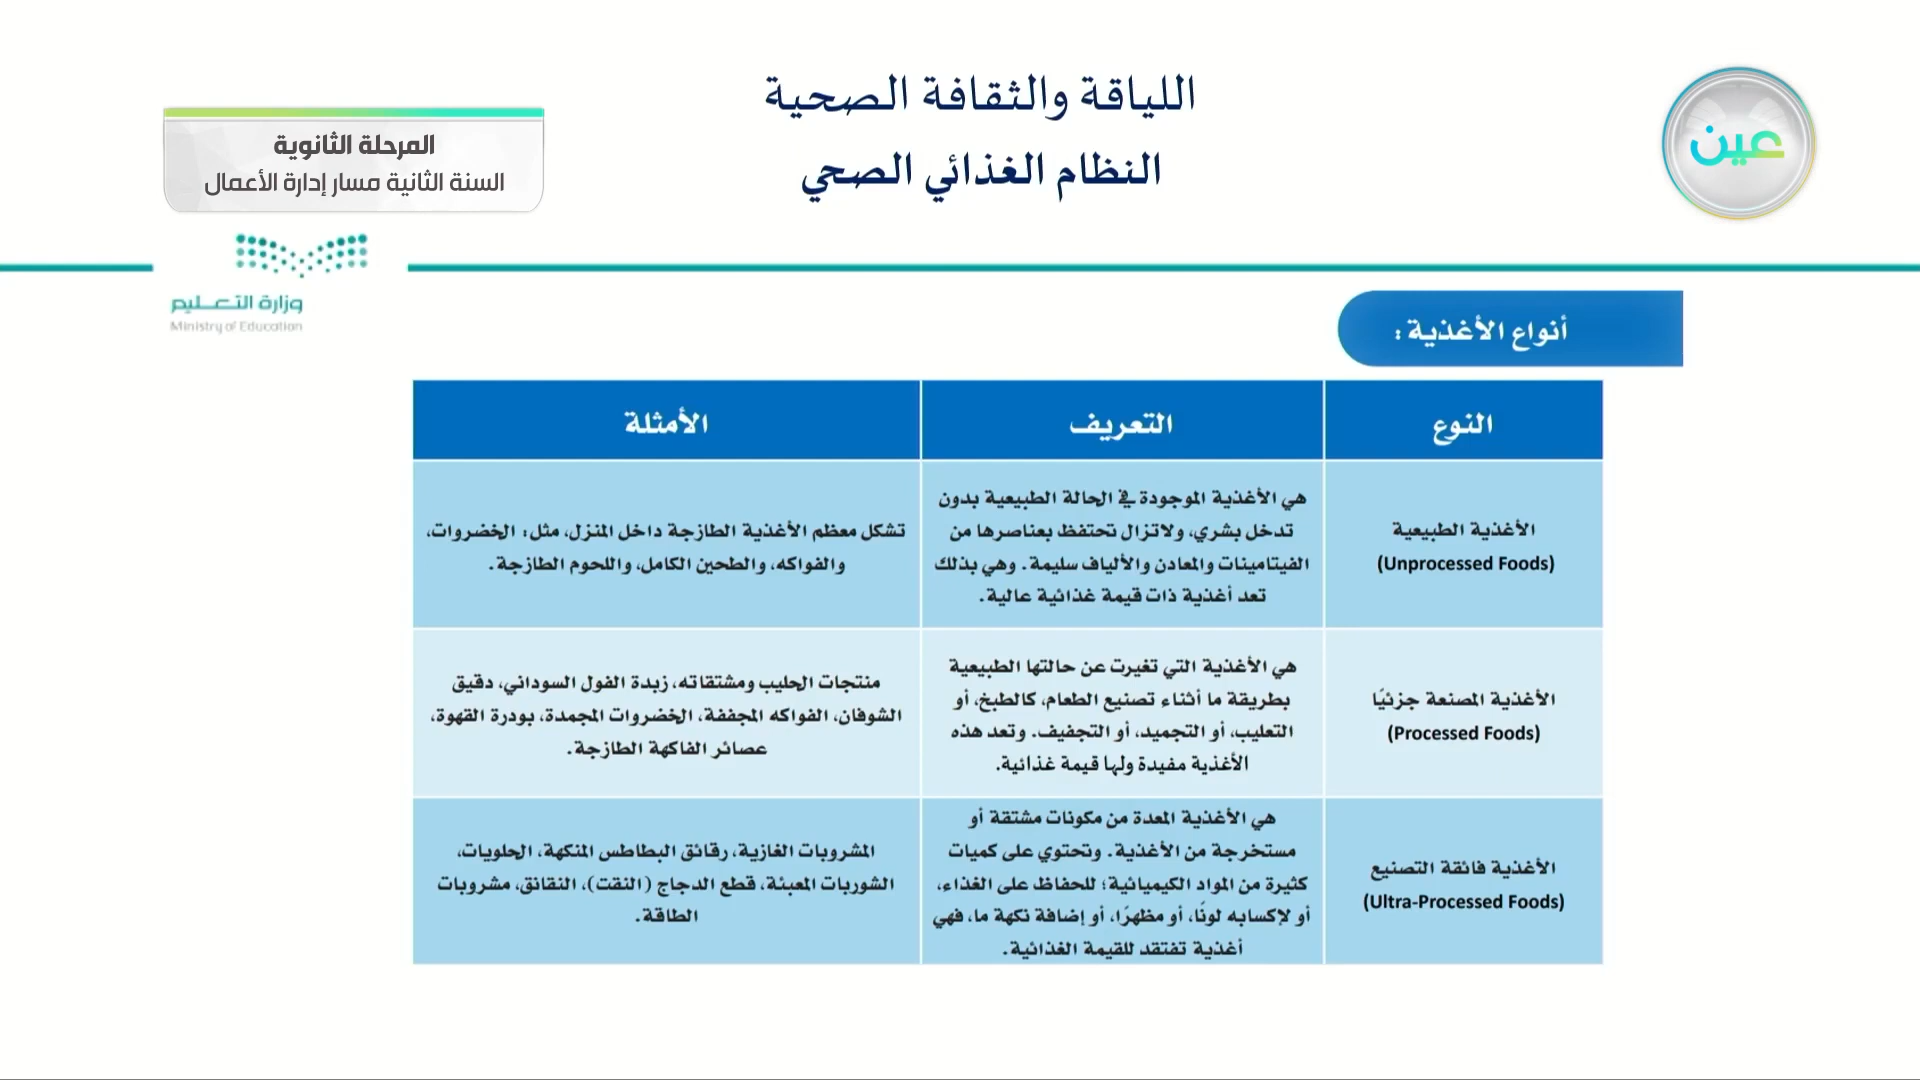 اللياقة والثقافة الصحية
النظام الغذائي الصحي
عين
المرحلة الثانوية
السنة الثانية مسار إدارة الأعمال
وزارة التعليم
Ministry of Education
أنواع الأغذية :
النوع
التعريف
الأمثلة
الأغذية الطبيعية
(Unprocessed Foods)
هي الأغذية الموجودة في الحالة الطبيعية بدون
تدخل بشري، ولاتزال تحتفظ بعناصرها من
الفيتامينات والمعادن والألياف سليمة. وهي بذلك
تعد أغذية ذات قيمة غذائية عالية.
تشكل معظم الأغذية الطازجة داخل المنزل، مثل: الخضروات،
والفواكه، والطحين الكامل، واللحوم الطازجة.
الأغذية المصنعة جزئيًا
(Processed Foods)
هي الأغذية التي تغيرت عن حالتها الطبيعية
بطريقة ما أثناء تصنيع الطعام، كالطبخ، أو
التعليب، أو التجميد، أو التجفيف. وتعد هذه
الأغذية مفيدة ولها قيمة غذائية.
منتجات الحليب ومشتقاته، زبدة الفول السوداني، دقيق
الشوفان، الفواكه المجففة، الخضروات المجمدة، بودرة القهوة،
عصائر الفاكهة الطازجة.
الأغذية فائقة التصنيع
(Ultra-Processed Foods)
هي الأغذية المعدة من مكونات مشتقة أو
مستخرجة من الأغذية. وتحتوي على كميات
كثيرة من المواد الكيميائية؛ للحفاظ على الغذاء،
أو لإكسابه لونًا، أو مظهرًا، أو إضافة نكهة ما، فهي
أغذية تفتقد للقيمة الغذائية.
المشروبات الغازية، رقائق البطاطس المنكهة، الحلويات،
الشوربات المعبئة، قطع الدجاج (النقت)، النقانق، مشروبات
الطاقة.